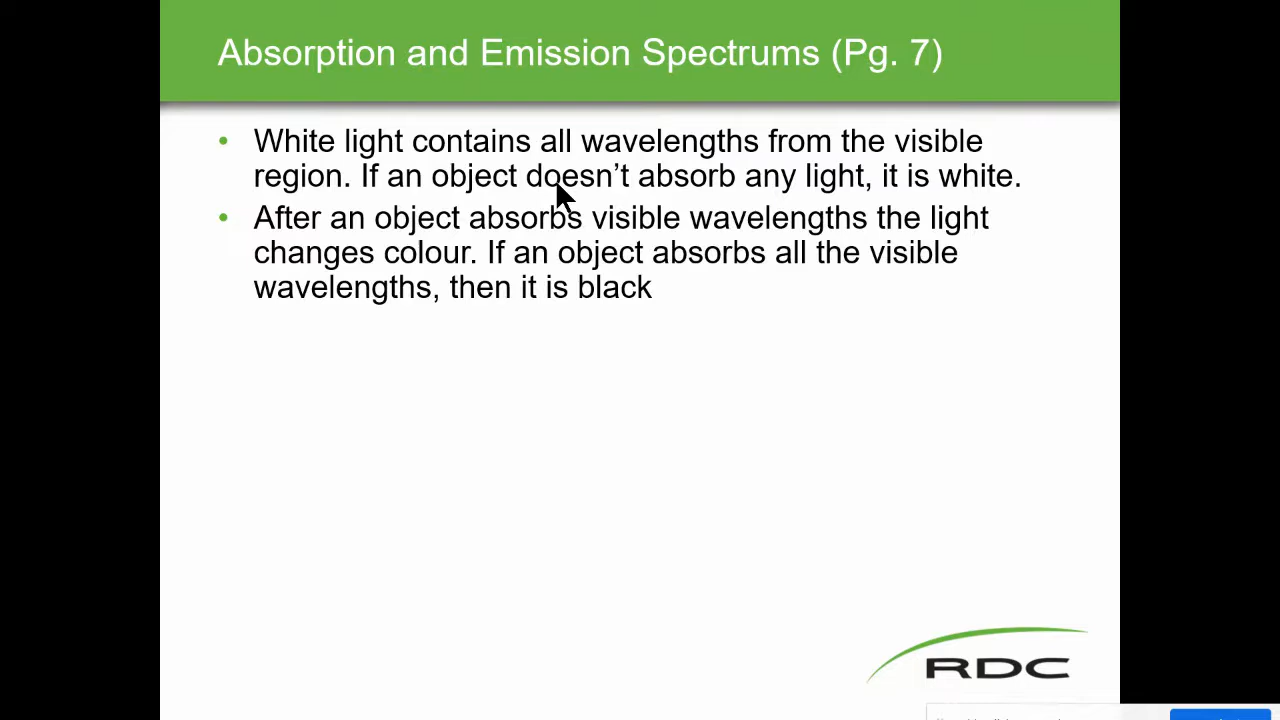 Absorption and Emission Spectrums (Pg. 7)
• White light contains all wavelengths from the visible
region. If an object doesn’t absorb any light, it is white.
• After an object absorbs visible wavelengths the light
changes colour. If an object absorbs all the visible
wavelengths, then it is black
RDC